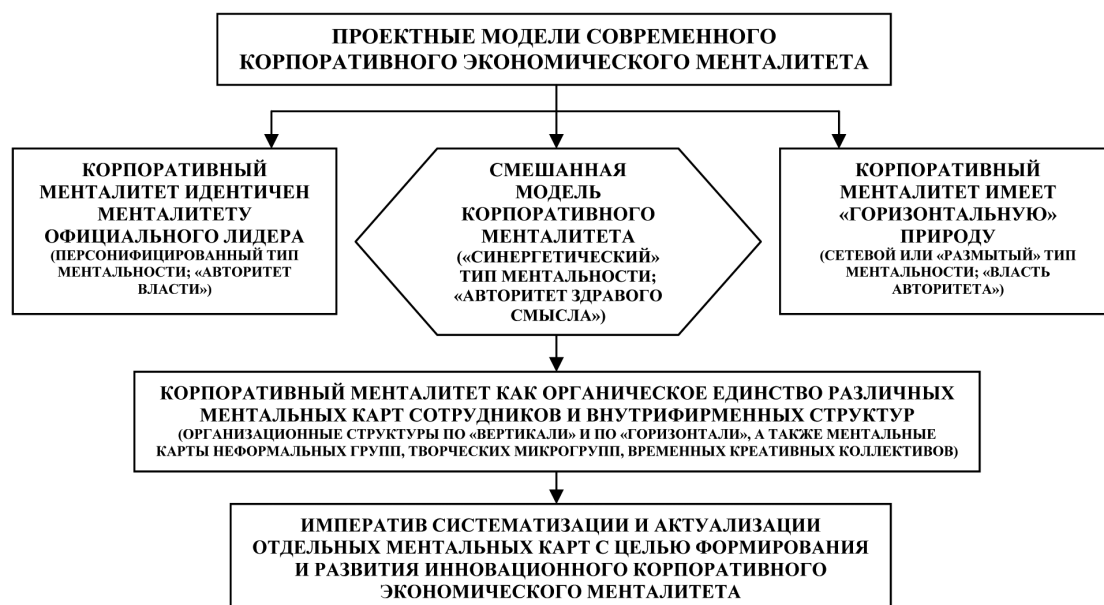 ПРОЕКТНЫЕ МОДЕЛИ СОВРЕМЕННОГО
КОРПОРАТИВНОГО ЭКОНОМИЧЕСКОГО МЕНТАЛИТЕТА
КОРПОРАТИВНЫЙ
МЕНТАЛИТЕТ ИДЕНТИЧЕН
МЕНТАЛИТЕТУ
ОФИЦИАЛЬНОГО ЛИДЕРА
(ПЕРСОНИФИЦИРОВАННЫЙ ТИП
МЕНТАЛЬНОСТИ; «АВТОРИТЕТ
ВЛАСТИ»)
СМЕШАННАЯ
МОДЕЛЬ
КОРПОРАТИВНОГО
МЕНТАЛИТЕТА
(«СИНЕРГЕТИЧЕСКИЙ»
ТИП МЕНТАЛЬНОСТИ;
«АВТОРИТЕТ ЗДРАВОГО
СМЫСЛА»)
КОРПОРАТИВНЫЙ
МЕНТАЛИТЕТ ИМЕЕТ
«ГОРИЗОНТАЛЬНУЮ»
ПРИРОДУ
(СЕТЕВОЙ ИЛИ «РАЗМЫТЫЙ» ТИП
МЕНТАЛЬНОСТИ; «ВЛАСТЬ
АВТОРИТЕТА»)
КОРПОРАТИВНЫЙ МЕНТАЛИТЕТ КАК ОРГАНИЧЕСКОЕ ЕДИНСТВО РАЗЛИЧНЫХ
МЕНТАЛЬНЫХ КАРТ СОТРУДНИКОВ И ВНУТРИФИРМЕННЫХ СТРУКТУР
(ОРГАНИЗАЦИОННЫЕ СТРУКТУРЫ ПО «ВЕРТИКАЛИ» И ПО «ГОРИЗОНТАЛИ», А ТАКЖЕ МЕНТАЛЬНЫЕ
КАРТЫ НЕФОРМАЛЬНЫХ ГРУПП, ТВОРЧЕСКИХ МИКРОГРУПП, ВРЕМЕННЫХ КРЕАТИВНЫХ КОЛЛЕКТИВОВ)
ИМПЕРАТИВ СИСТЕМАТИЗАЦИИ И АКТУАЛИЗАЦИИ
ОТДЕЛЬНЫХ МЕНТАЛЬНЫХ КАРТ С ЦЕЛЬЮ ФОРМИРОВАНИЯ
И РАЗВИТИЯ ИННОВАЦИОННОГО КОРПОРАТИВНОГО
ЭКОНОМИЧЕСКОГО МЕНТАЛИТЕТА